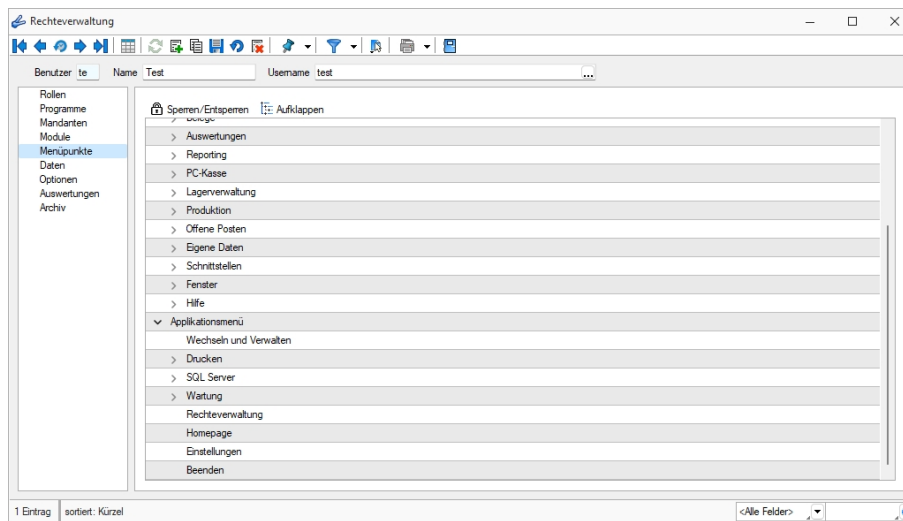 Rechteverwaltung
Benutzer te Name Test Username test ...
Rollen
Programme
Mandanten
Module
Menüpunkte
Daten
Optionen
Auswertungen
Archiv
Sperren/Entsperren Aufklappen
Belege
Auswertungen
Reporting
PC-Kasse
Lagerverwaltung
Produktion
Offene Posten
Eigene Daten
Schnittstellen
Fenster
Hilfe
Applikationsmenü
Wechseln und Verwalten
Drucken
SQL Server
Wartung
Rechteverwaltung
Homepage
Einstellungen
Beenden
1 Eintrag sortiert: Kürzel <Alle Felder>